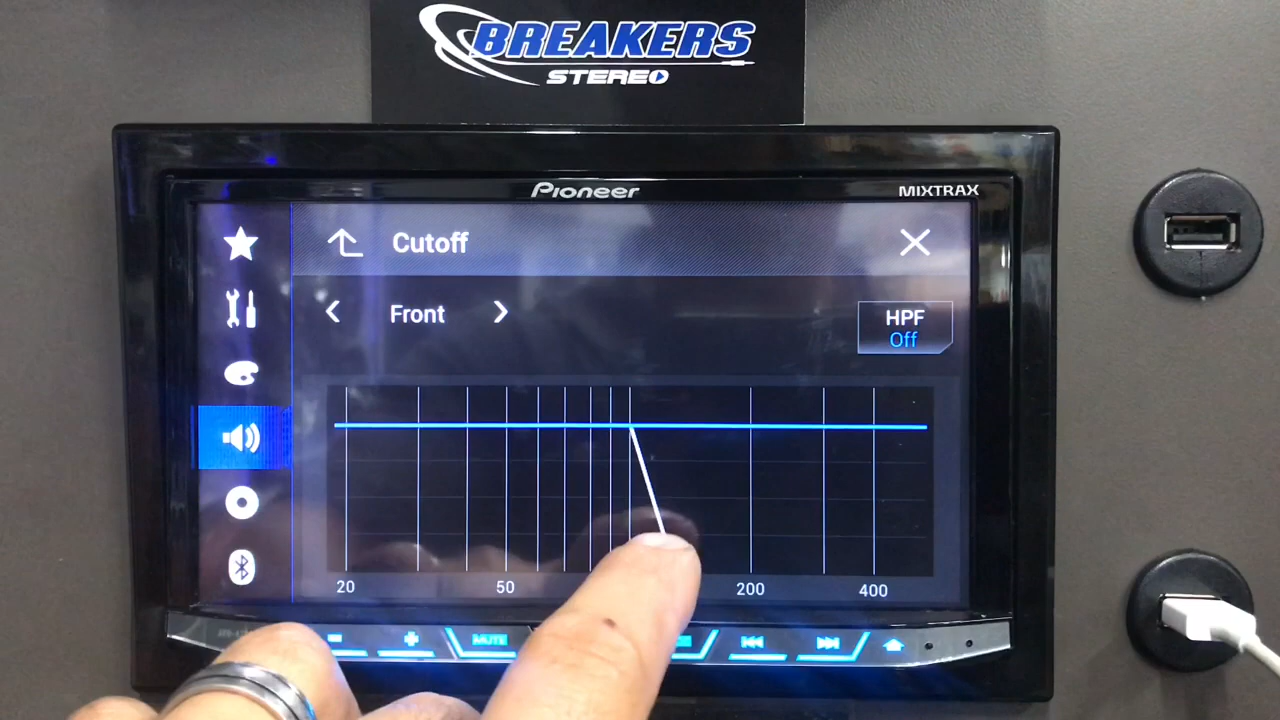 BREAKERS
STEREO
Pioneer
MIXTRAX
Cutoff
Front
HPF
Off
20
50
200
400
MUTE